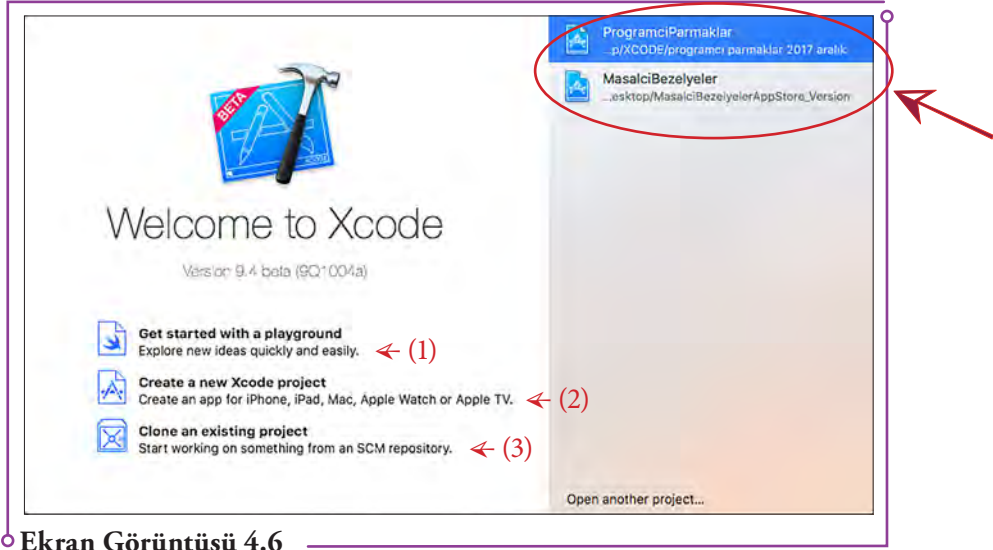 BETA
Welcome to Xcode
Version 9.4 beta (9Q1004a)
Get started with a playground
Explore new ideas quickly and easily.
(1)
Create a new Xcode project
Create an app for iPhone, iPad, Mac, Apple Watch or Apple TV.
(2)
Clone an existing project
Start working on something from an SCM repository.
(3)
ProgramciParmaklar
...p/XCODE/programcı parmaklar 2017 aralık
MasalciBezelyeler
...esktop/MasalciBezelyelerAppStore_Version
Open another project...
Ekran Görüntüsü 4.6